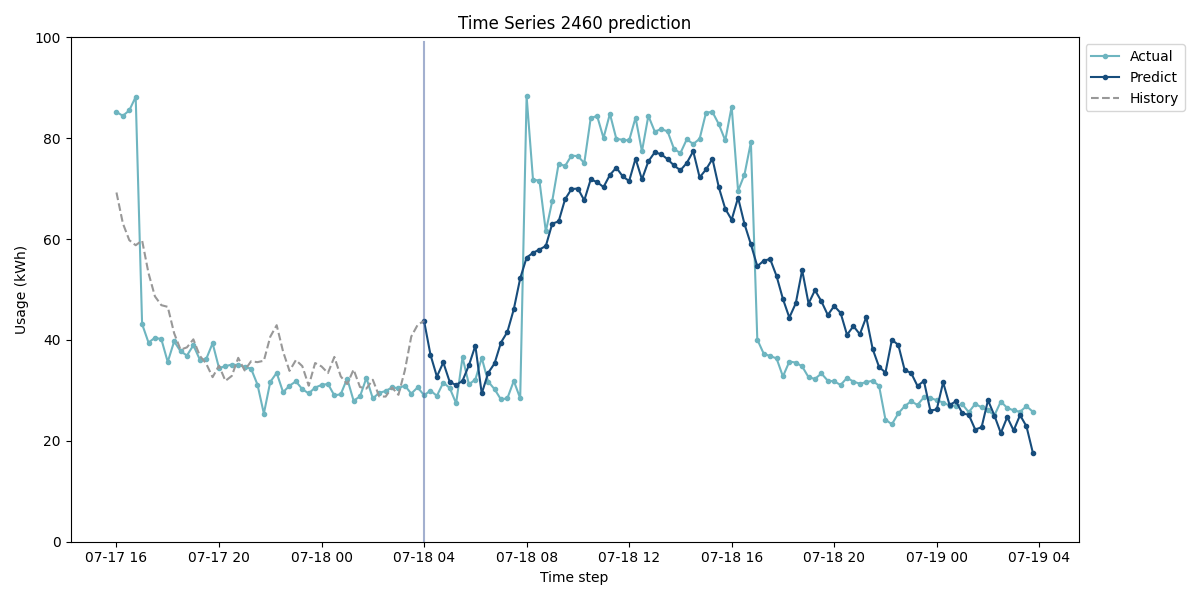 Time Series 2460 prediction
100
80
60
40
20
0
Usage (kWh)
07-17 16
07-17 20
07-18 00
07-18 04
07-18 08
07-18 12
07-18 16
07-18 20
07-19 00
07-19 04
Time step
Actual
Predict
History